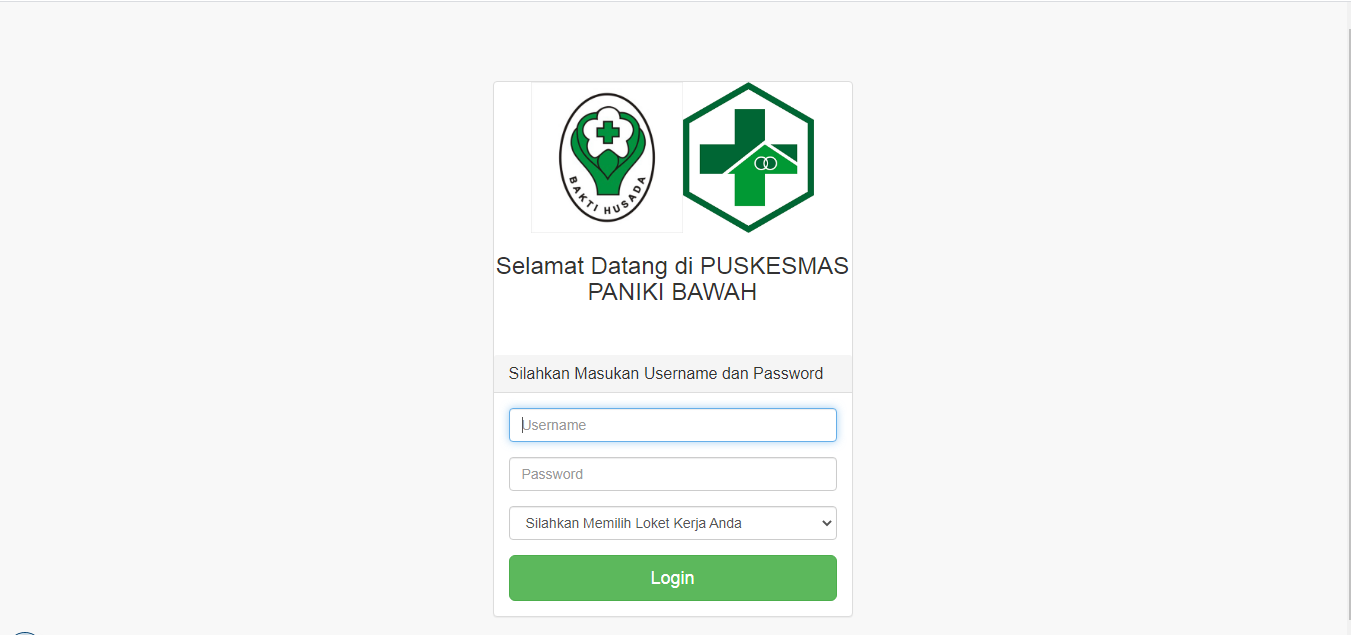 BAKTI HUSADA
Selamat Datang di PUSKESMAS
PANIKI BAWAH
Silahkan Masukan Username dan Password
Username
Password
Silahkan Memilih Loket Kerja Anda
Login